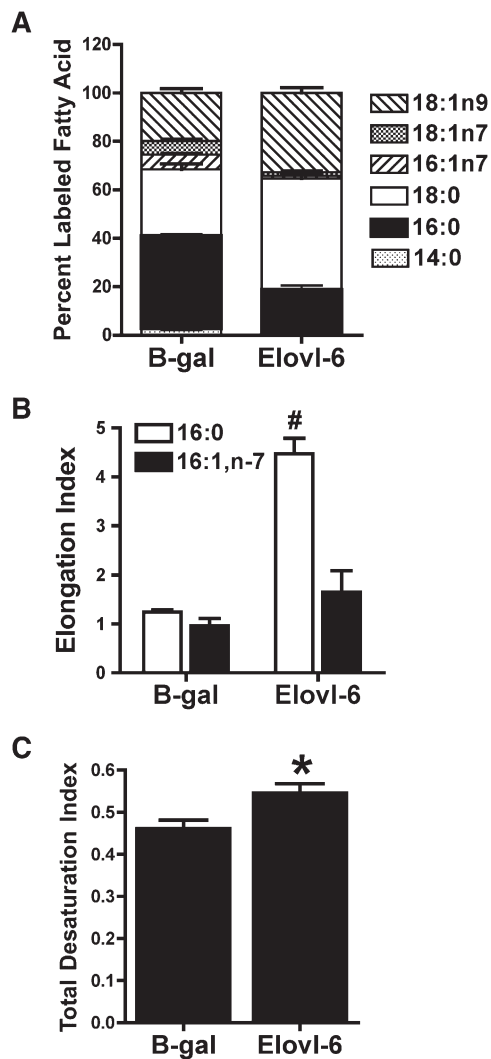 A
Percent Labeled Fatty Acid
120
100
80
60
40
20
0
B-gal Elovl-6
18:1n9
18:1n7
16:1n7
18:0
16:0
14:0
B
Elongation Index
5
4
3
2
1
0
16:0
16:1,n-7
#
B-gal Elovl-6
C
Total Desaturation Index
0.6
0.5
0.4
0.3
0.2
0.1
0.0
*
B-gal Elovl-6